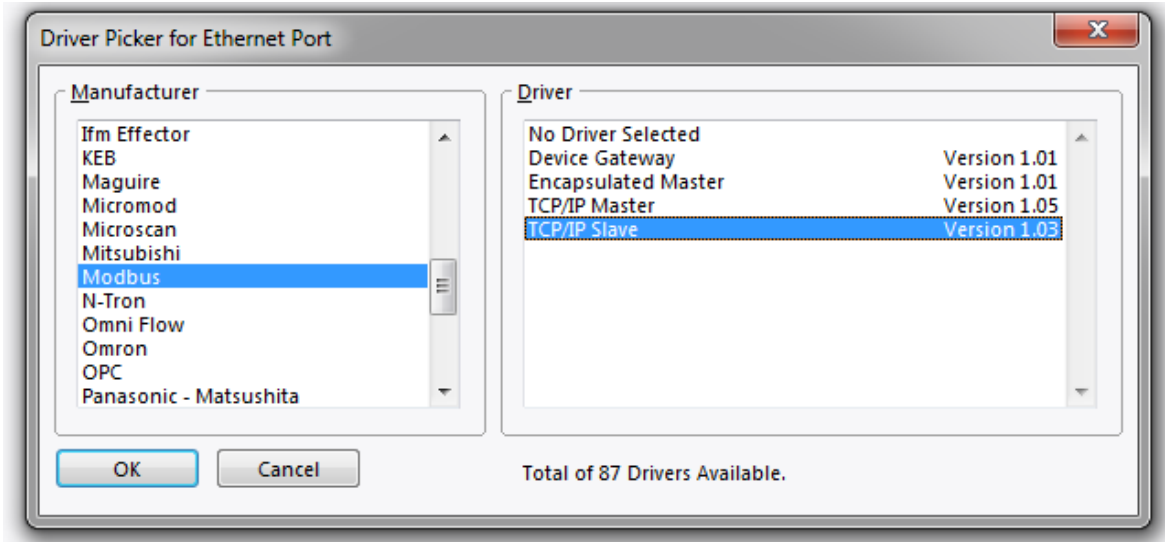 Driver Picker for Ethernet Port
Manufacturer
Ifm Effector
KEB
Maguire
Micromod
Microscan
Mitsubishi
Modbus
N-Tron
Omni Flow
Omron
OPC
Panasonic - Matsushita
Driver
No Driver Selected
Device Gateway Version 1.01
Encapsulated Master Version 1.01
TCP/IP Master Version 1.05
TCP/IP Slave Version 1.03
OK
Cancel
Total of 87 Drivers Available.